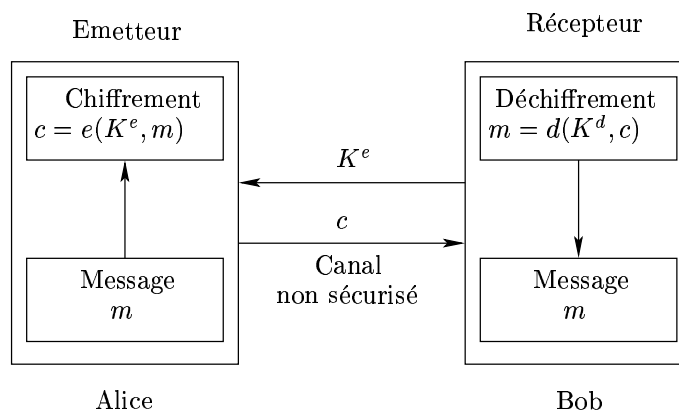 Emetteur
Récepteur
Chiffrement
c = e(K^e, m)
Déchiffrement
m = d(K^d, c)
K^e
c
Canal
non sécurisé
Message
m
Message
m
Alice
Bob